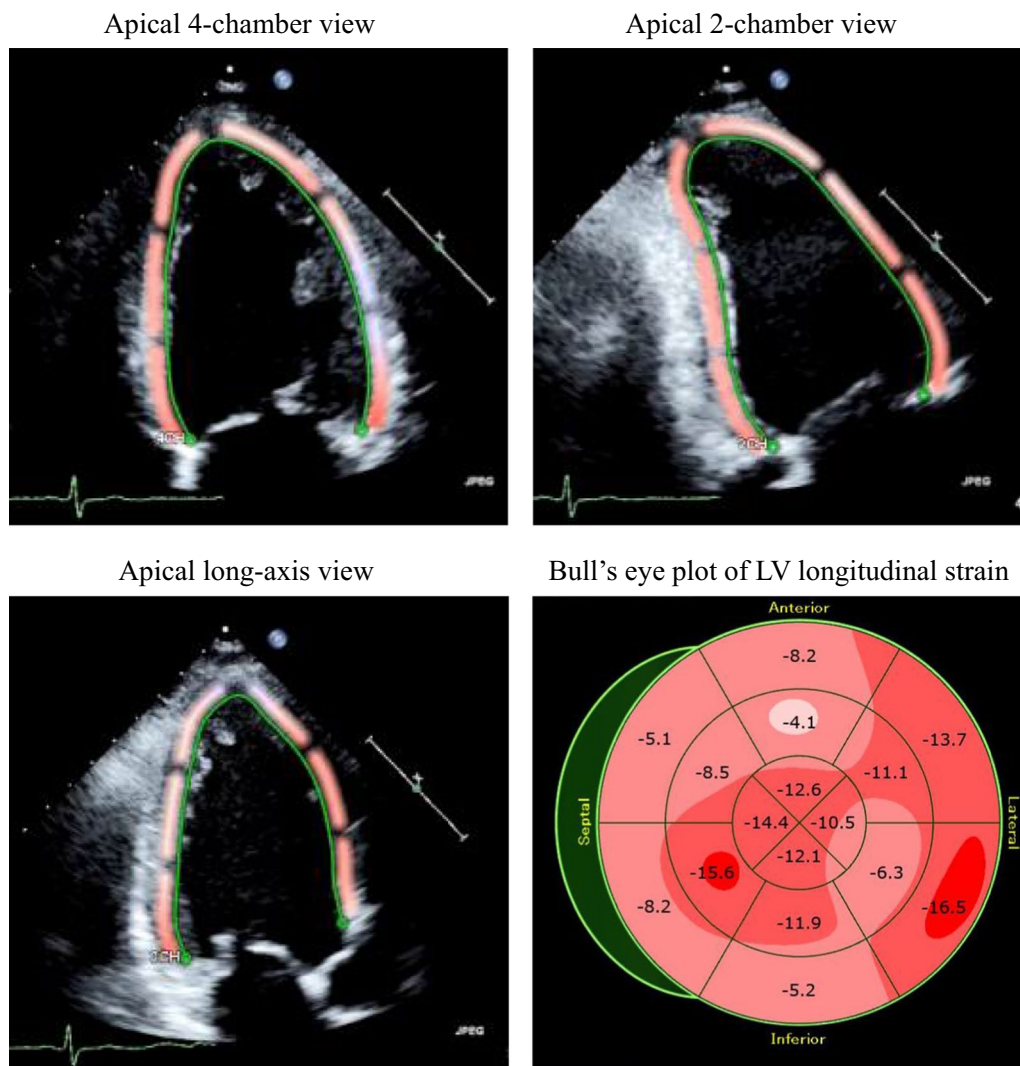 Apical 4-chamber view
Apical 2-chamber view
4CH
JPEG
2CH
JPEG
4
Apical long-axis view
Bull’s eye plot of LV longitudinal strain
JPEG
Anterior
-8.2
-4.1
-5.1
-13.7
-8.5
-11.1
-12.6
Septal
-14.4
-10.5
Lateral
-12.1
-15.6
-6.3
-8.2
-16.5
-11.9
-5.2
Inferior